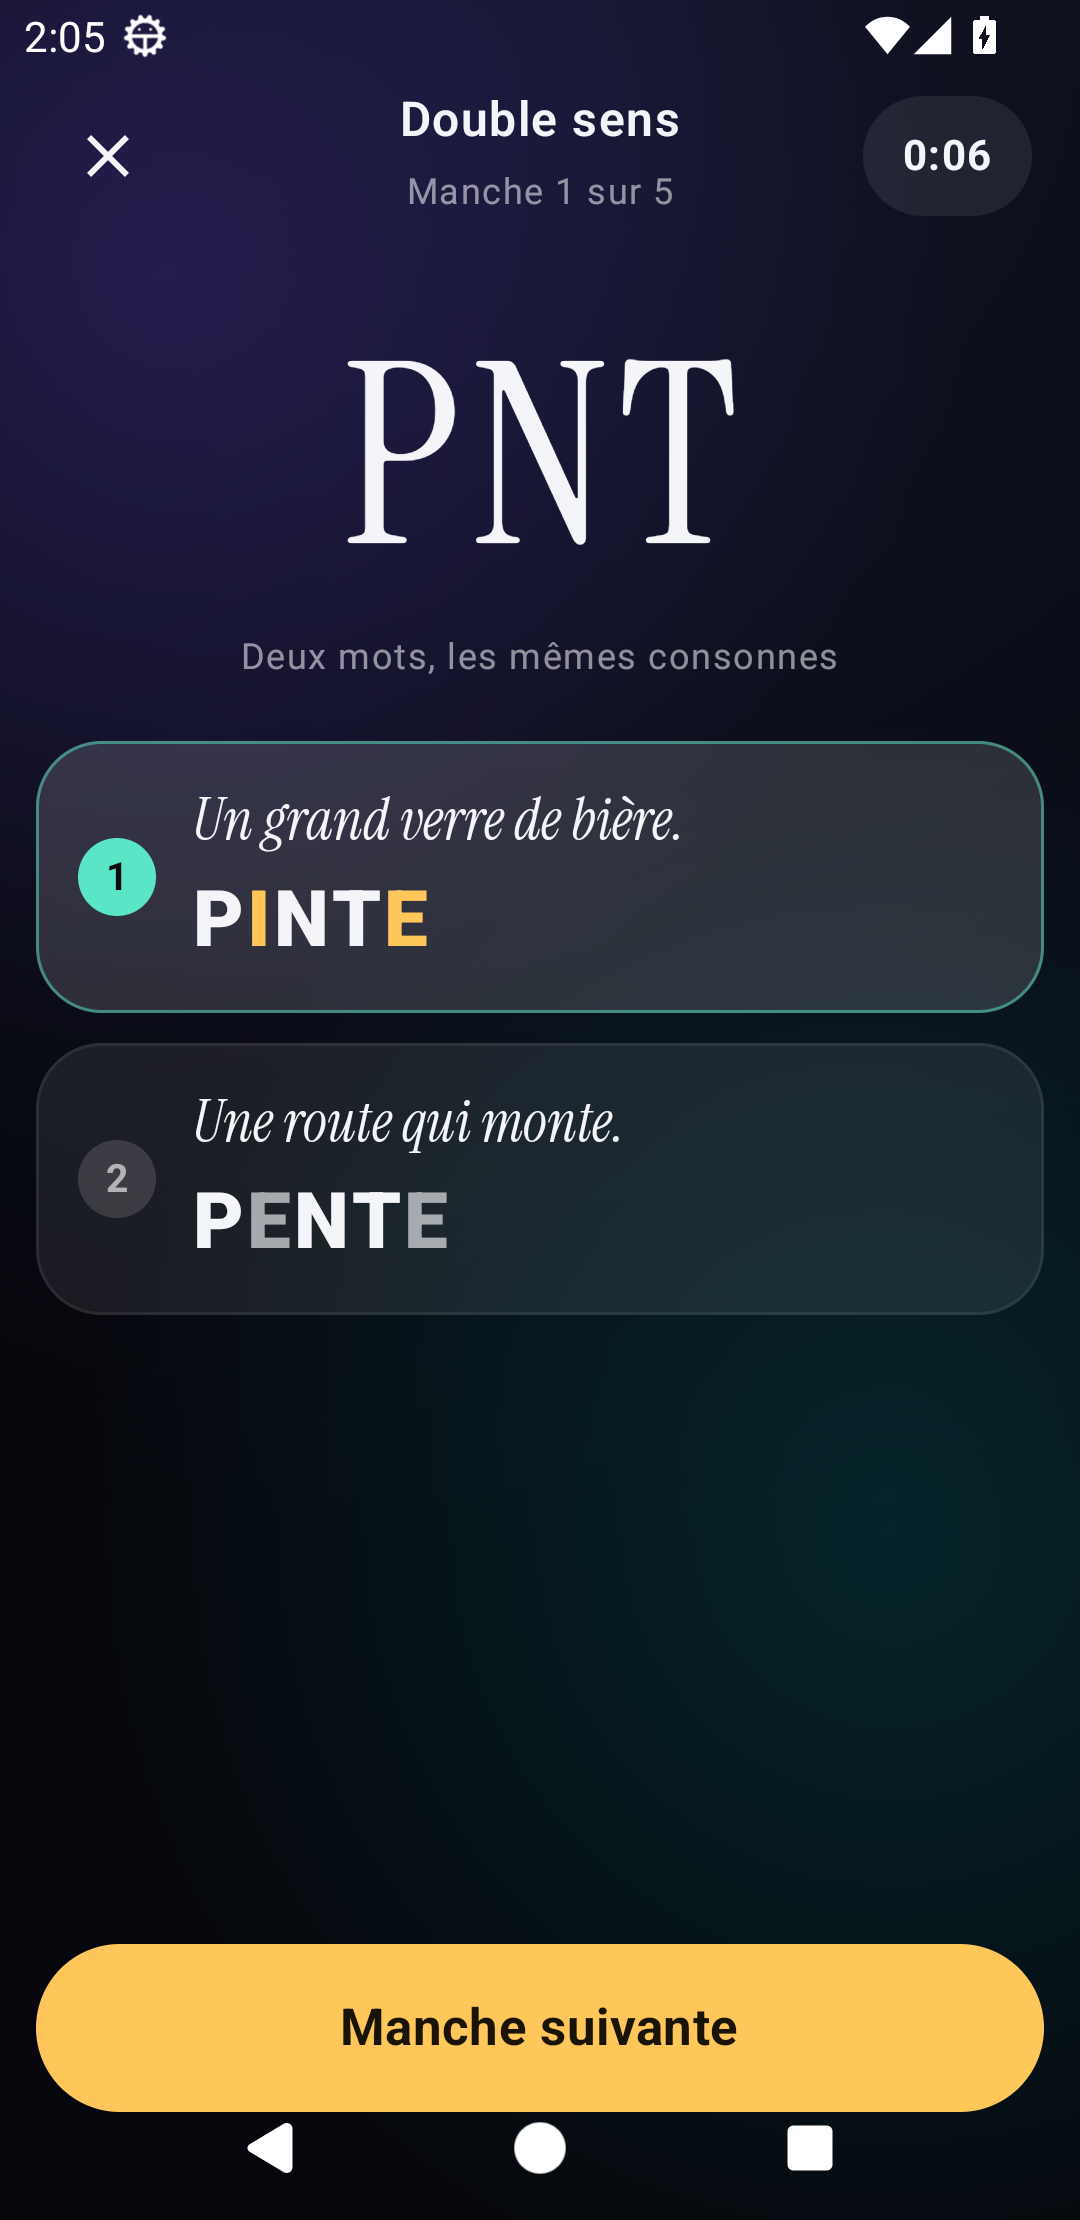 2:05
Double sens
Manche 1 sur 5
0:06
PNT
Deux mots, les mêmes consonnes
1
Un grand verre de bière.
PINTE
2
Une route qui monte.
PENTE
Manche suivante